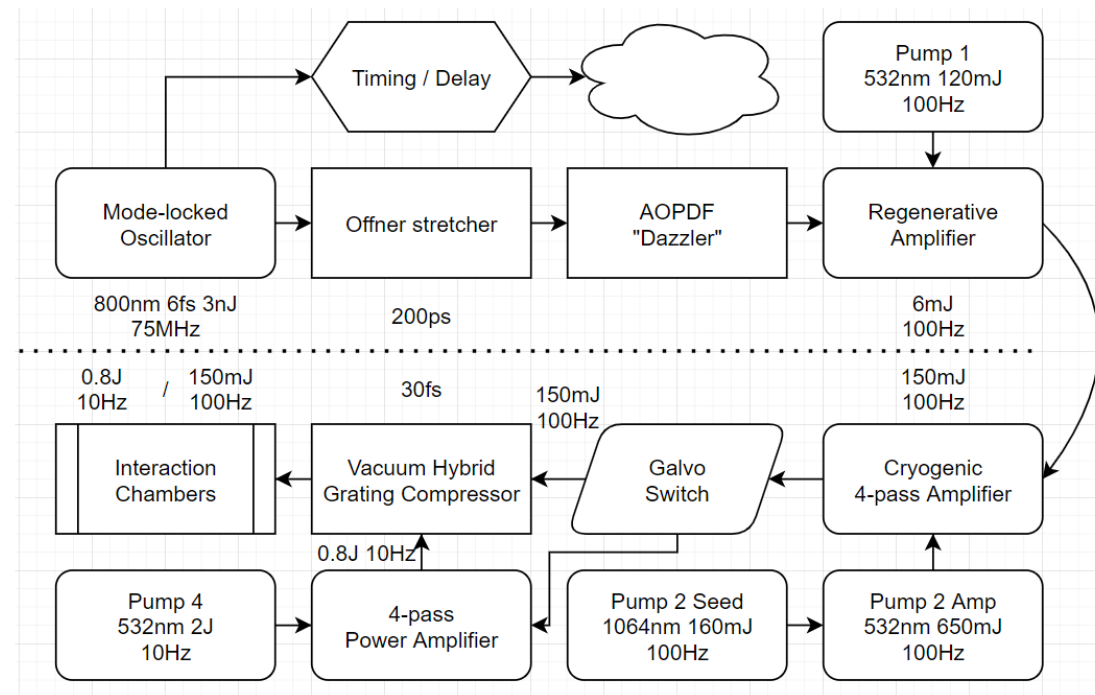 Timing / Delay
Pump 1
532nm 120mJ
100Hz
Mode-locked
Oscillator
Offner stretcher
AOPDF
"Dazzler"
Regenerative
Amplifier
800nm 6fs 3nJ
75MHz
200ps
6mJ
100Hz
0.8J / 150mJ
10Hz 100Hz
30fs
150mJ
100Hz
150mJ
100Hz
Interaction
Chambers
Vacuum Hybrid
Grating Compressor
Galvo
Switch
Cryogenic
4-pass Amplifier
0.8J 10Hz
Pump 4
532nm 2J
10Hz
4-pass
Power Amplifier
Pump 2 Seed
1064nm 160mJ
100Hz
Pump 2 Amp
532nm 650mJ
100Hz